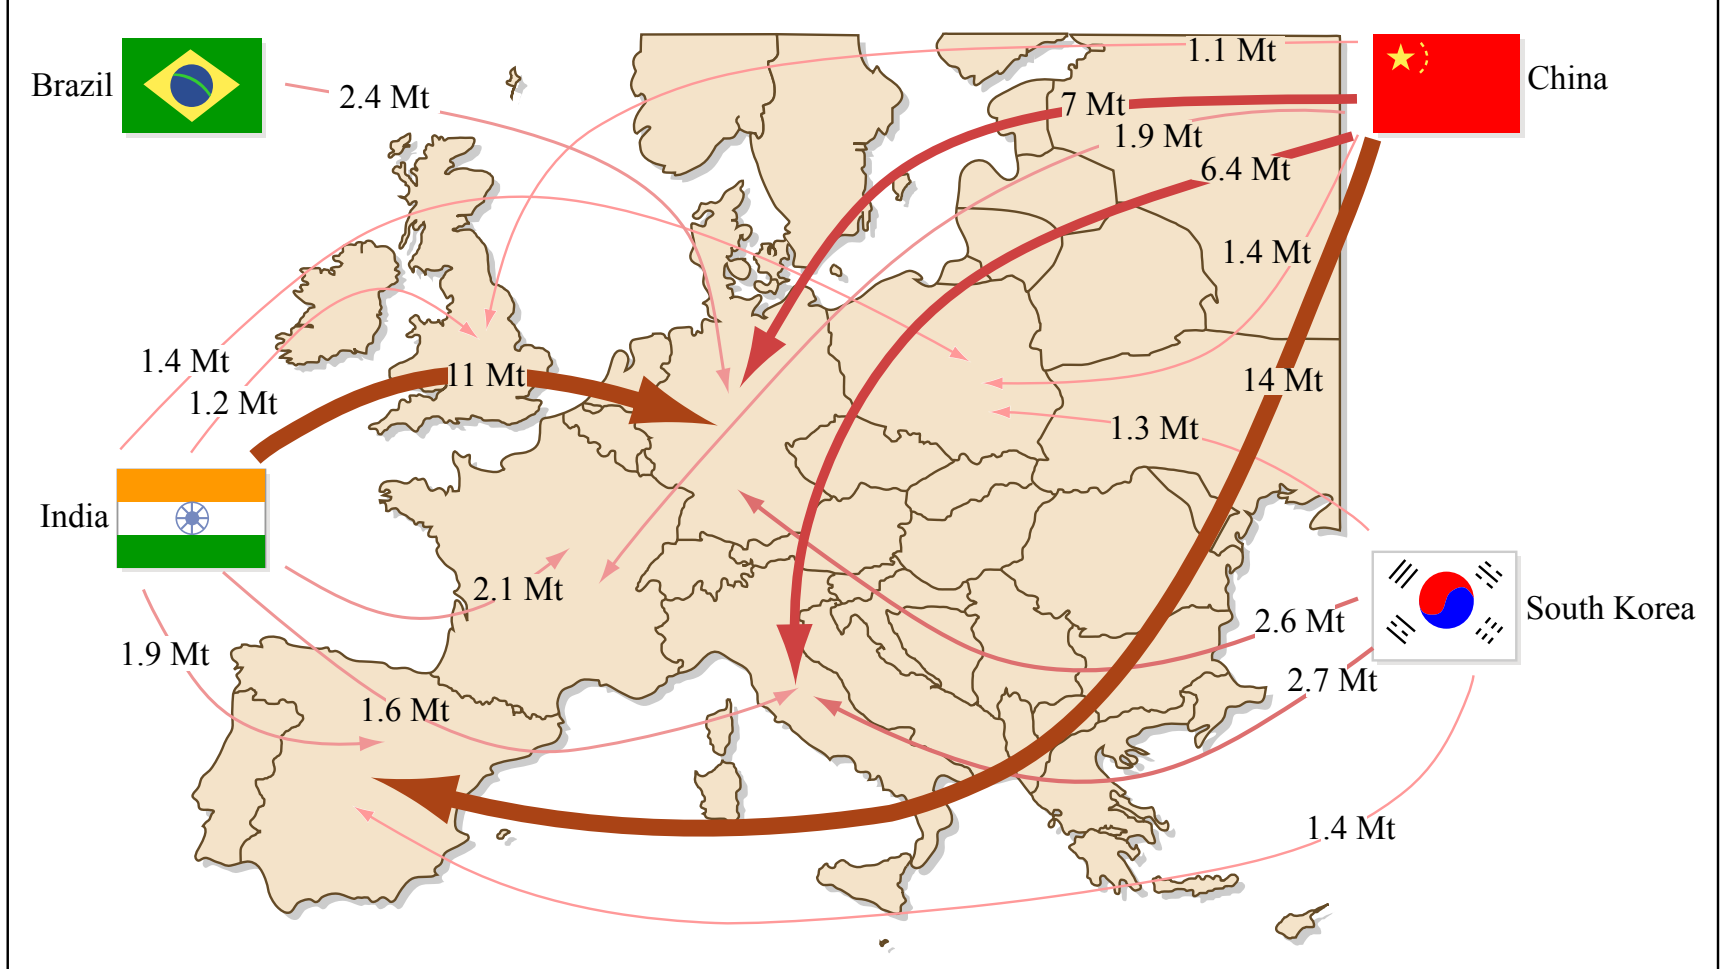 1.1 Mt
Brazil
China
2.4 Mt
7 Mt
1.9 Mt
6.4 Mt
1.4 Mt
1.4 Mt
11 Mt
14 Mt
1.2 Mt
1.3 Mt
India
2.1 Mt
South Korea
2.6 Mt
1.9 Mt
2.7 Mt
1.6 Mt
1.4 Mt